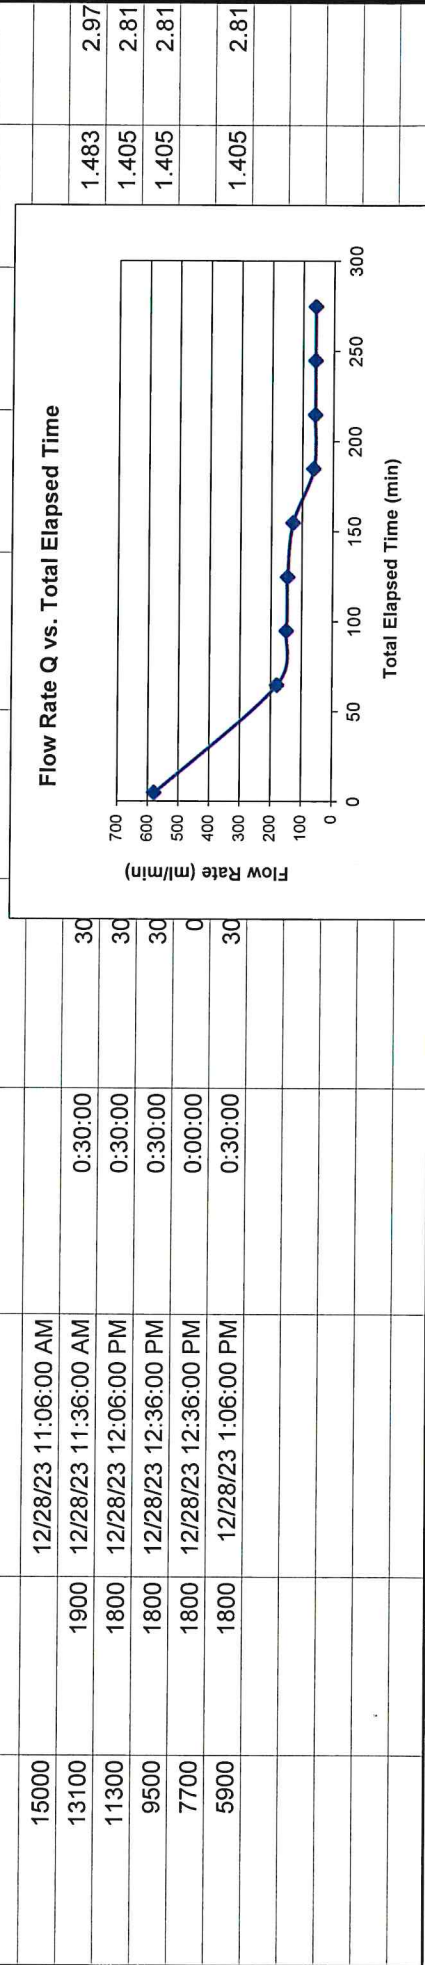 15000 12/28/23 11:06:00 AM
13100 1900 12/28/23 11:36:00 AM 0:30:00 30 1.483 2.97
11300 1800 12/28/23 12:06:00 PM 0:30:00 30 1.405 2.81
9500 1800 12/28/23 12:36:00 PM 0:30:00 30 1.405 2.81
7700 1800 12/28/23 12:36:00 PM 0:00:00 0
5900 1800 12/28/23 1:06:00 PM 0:30:00 30 1.405 2.81
Flow Rate Q vs. Total Elapsed Time
Flow Rate (ml/min)
700
600
500
400
300
200
100
0
0 50 100 150 200 250 300
Total Elapsed Time (min)